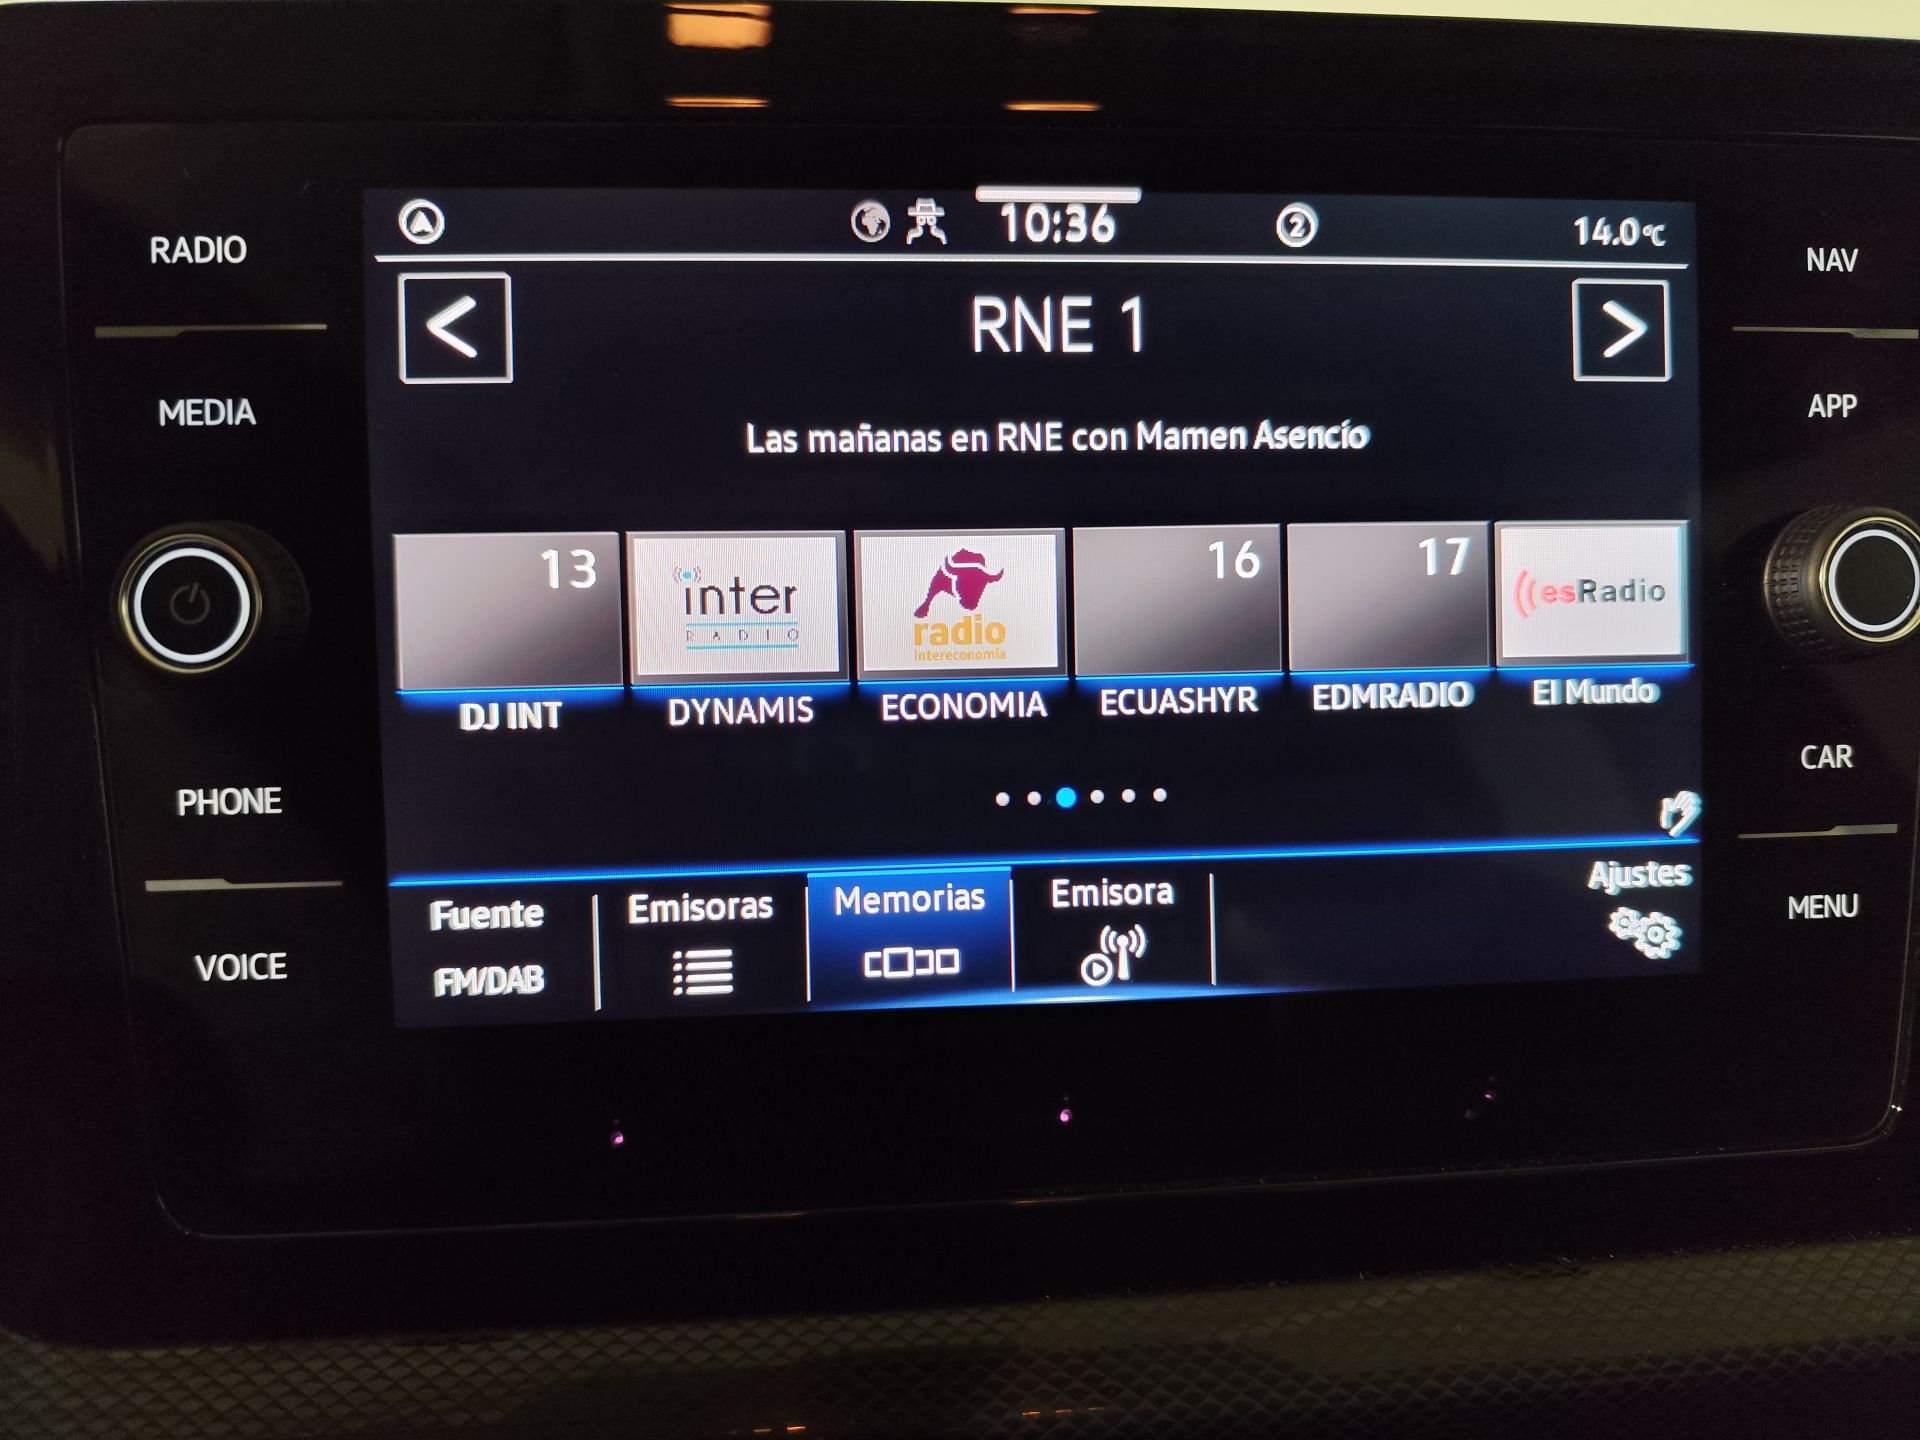 RADIO
MEDIA
PHONE
VOICE
10:36
2
14.0°C
RNE 1
Las mañanas en RNE con Mamen Asencio
13
inter
RADIO
radio
intereconomía
16
17
esRadio
DJ INT
DYNAMIS
ECONOMIA
ECUASHYR
EDMRADIO
El Mundo
Fuente
FM/DAB
Emisoras
Memorias
Emisora
Ajustes
NAV
APP
CAR
MENU